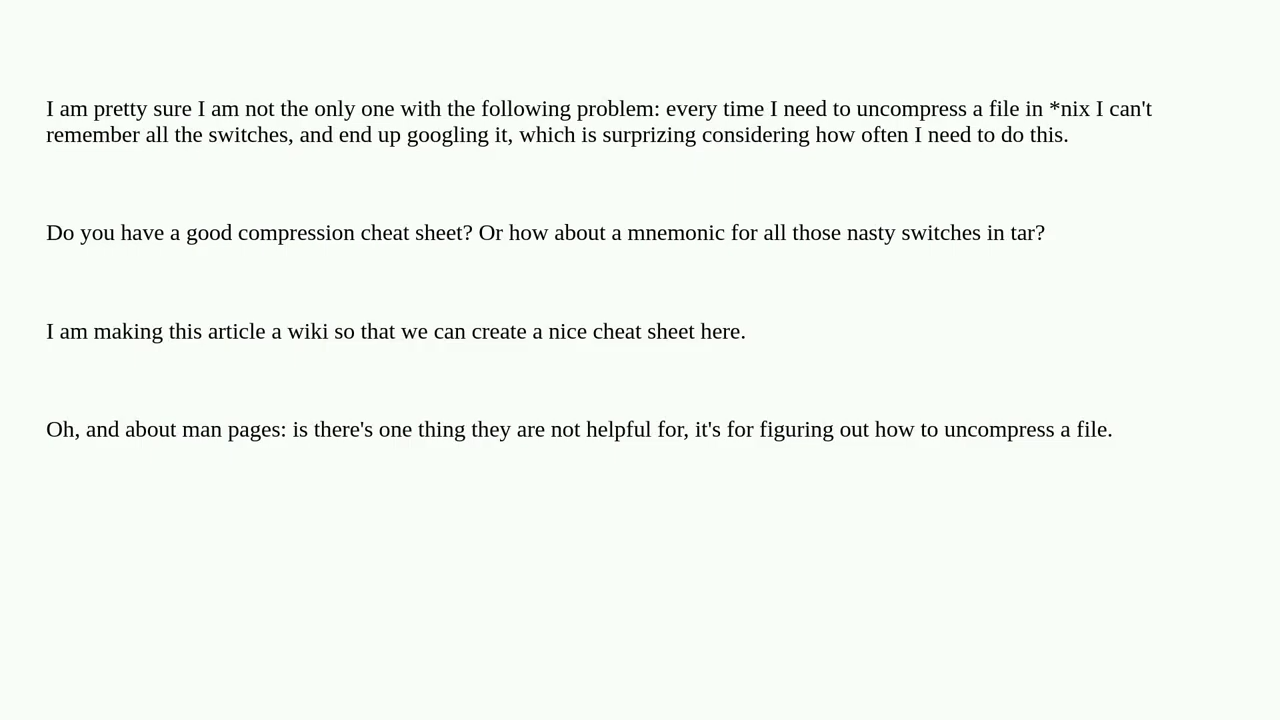 I am pretty sure I am not the only one with the following problem: every time I need to uncompress a file in *nix I can't
remember all the switches, and end up googling it, which is surprizing considering how often I need to do this.
Do you have a good compression cheat sheet? Or how about a mnemonic for all those nasty switches in tar?
I am making this article a wiki so that we can create a nice cheat sheet here.
Oh, and about man pages: is there's one thing they are not helpful for, it's for figuring out how to uncompress a file.